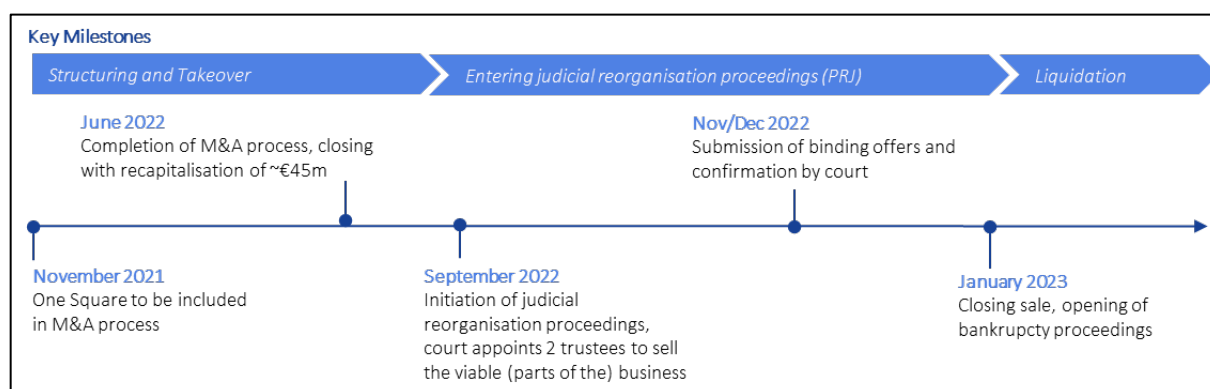 Key Milestones
Structuring and Takeover
Entering judicial reorganisation proceedings (PRJ)
Liquidation
June 2022
Completion of M&A process, closing
with recapitalisation of ~€45m
Nov/Dec 2022
Submission of binding offers and
confirmation by court
November 2021
One Square to be included
in M&A process
September 2022
Initiation of judicial
reorganisation proceedings,
court appoints 2 trustees to sell
the viable (parts of the) business
January 2023
Closing sale, opening of
bankrupcty proceedings